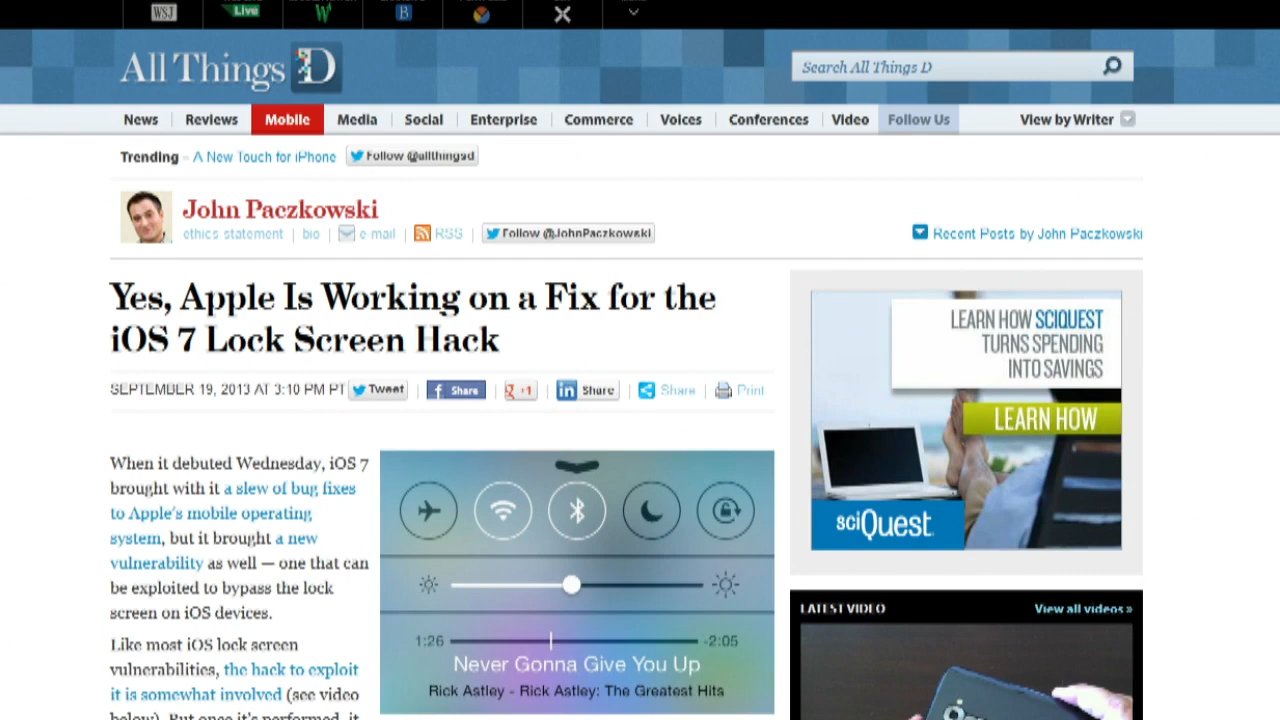 WSJ
Live
W
B
All Things D
Search All Things D
News Reviews Mobile Media Social Enterprise Commerce Voices Conferences Video Follow Us View by Writer
Trending » A New Touch for iPhone Follow @allthingsd
John Paczkowski
ethics statement | bio | e-mail | RSS | Follow @JohnPaczkowski
Recent Posts by John Paczkowski
Yes, Apple Is Working on a Fix for the
iOS 7 Lock Screen Hack
SEPTEMBER 19, 2013 AT 3:10 PM PT Tweet | f Share | g +1 | in Share | Share | Print
When it debuted Wednesday, iOS 7
brought with it a slew of bug fixes
to Apple's mobile operating
system, but it brought a new
vulnerability as well — one that can
be exploited to bypass the lock
screen on iOS devices.
Like most iOS lock screen
vulnerabilities, the hack to exploit
it is somewhat involved (see video
below). But once it's performed, it
1:26 -2:05
Never Gonna Give You Up
Rick Astley - Rick Astley: The Greatest Hits
LEARN HOW SCIQUEST
TURNS SPENDING
INTO SAVINGS
LEARN HOW
sciQuest
LATEST VIDEO View all videos »